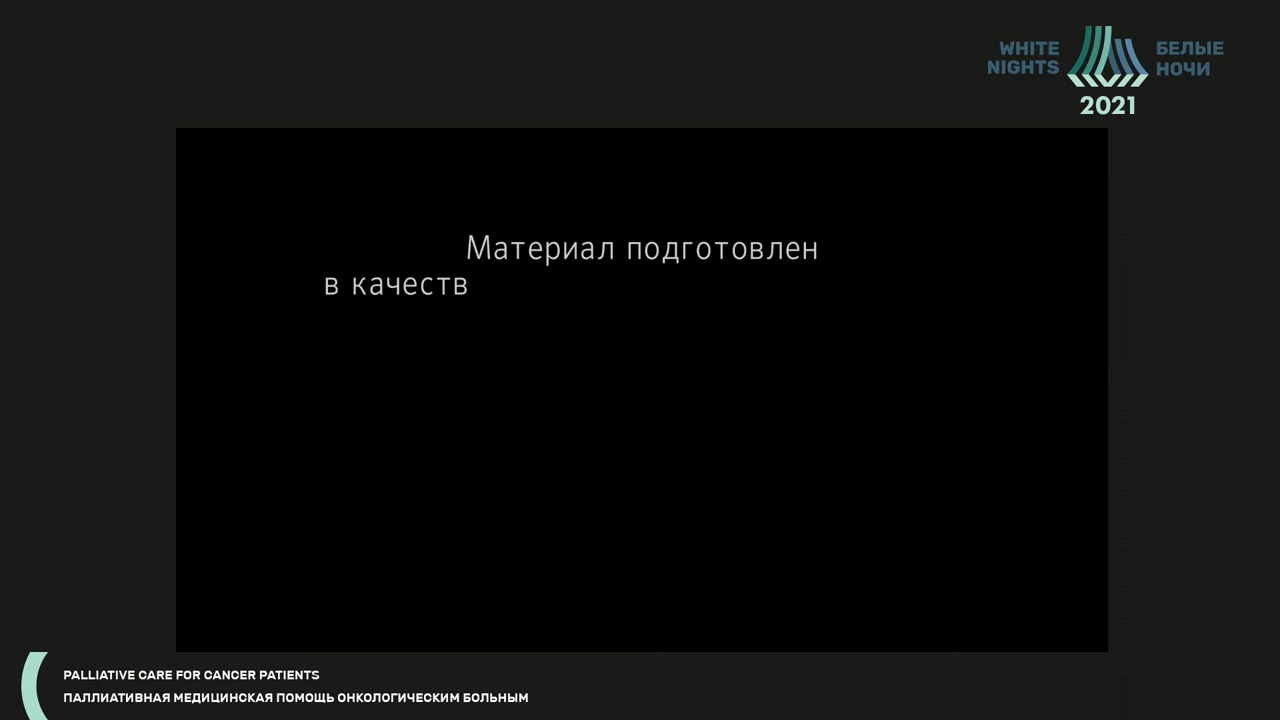 WHITE
NIGHTS
БЕЛЫЕ
НОЧИ
2021
Материал подготовлен
в качеств
PALLIATIVE CARE FOR CANCER PATIENTS
ПАЛЛИАТИВНАЯ МЕДИЦИНСКАЯ ПОМОЩЬ ОНКОЛОГИЧЕСКИМ БОЛЬНЫМ